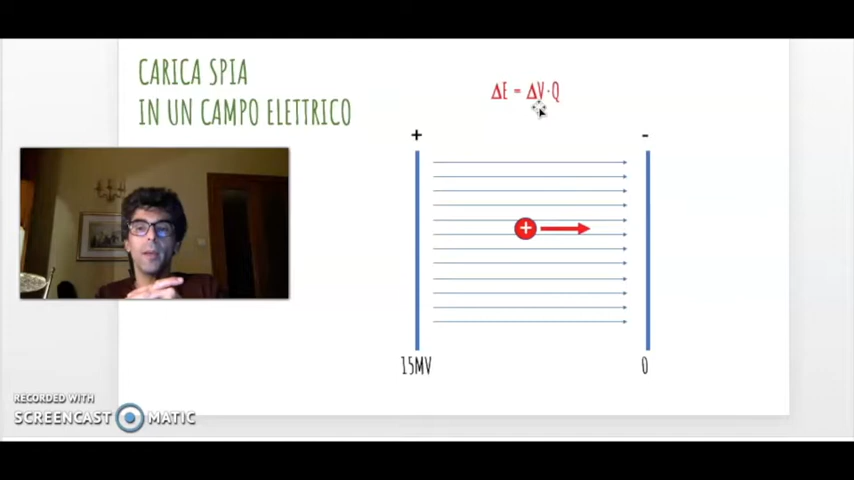 CARICA SPIA
IN UN CAMPO ELETTRICO
ΔE = ΔV·Q
+
-
+
15MV
0
RECORDED WITH
SCREENCAST MATIC